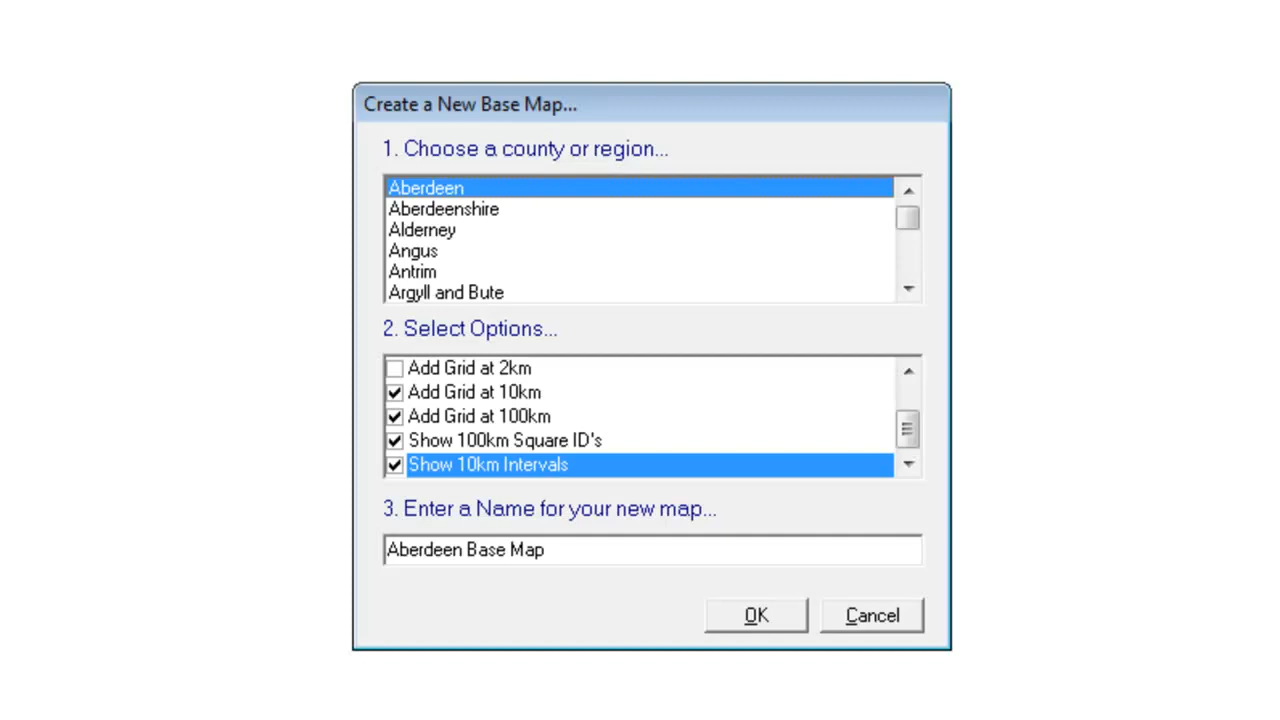 Create a New Base Map...
1. Choose a county or region...
Aberdeen
Aberdeenshire
Alderney
Angus
Antrim
Argyll and Bute
2. Select Options...
Add Grid at 2km
Add Grid at 10km
Add Grid at 100km
Show 100km Square ID's
Show 10km Intervals
3. Enter a Name for your new map...
Aberdeen Base Map
OK
Cancel